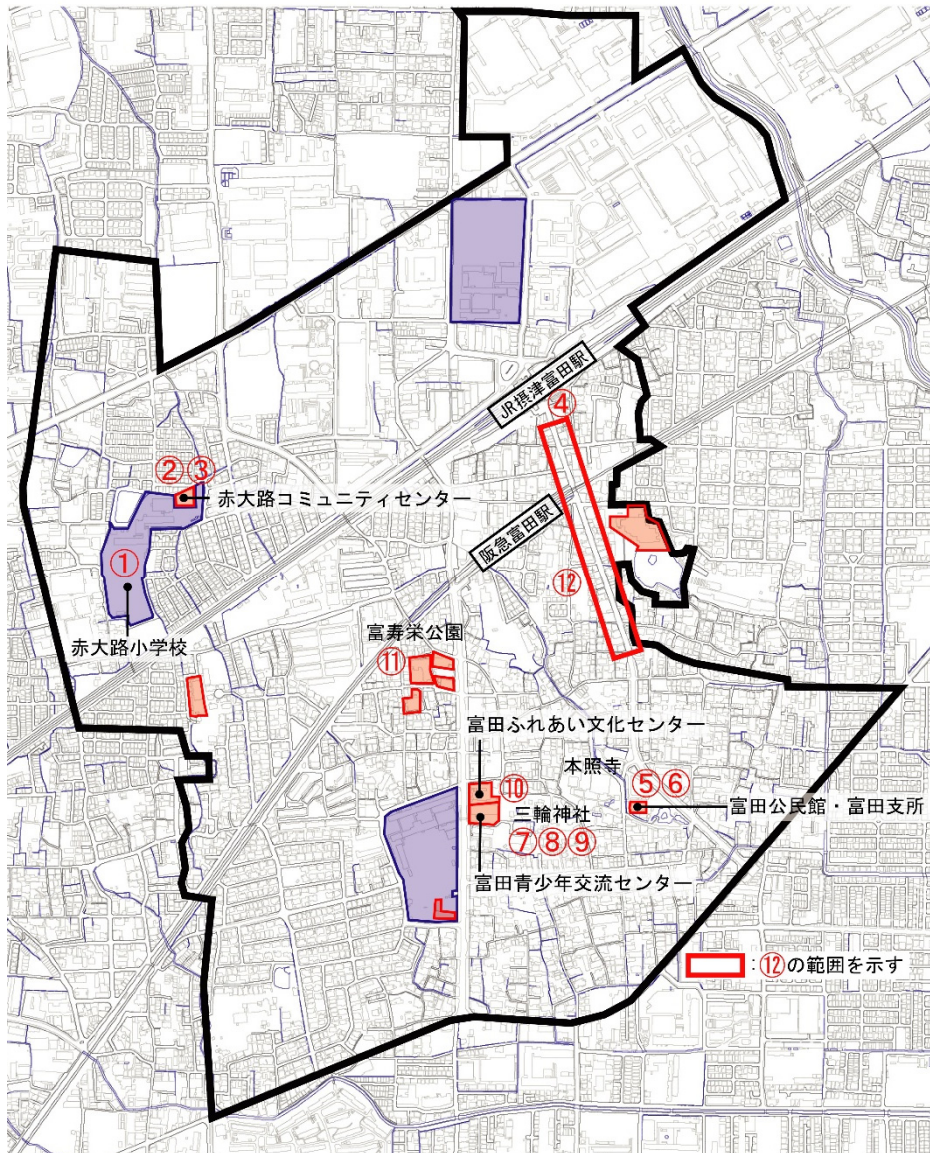 JR摂津富田駅
④
②③
赤大路コミュニティセンター
阪急富田駅
①
⑫
赤大路小学校
富寿栄公園
⑪
富田ふれあい文化センター
本照寺
⑩
⑤⑥
三輪神社
富田公民館・富田支所
⑦⑧⑨
富田青少年交流センター
:⑫の範囲を示す